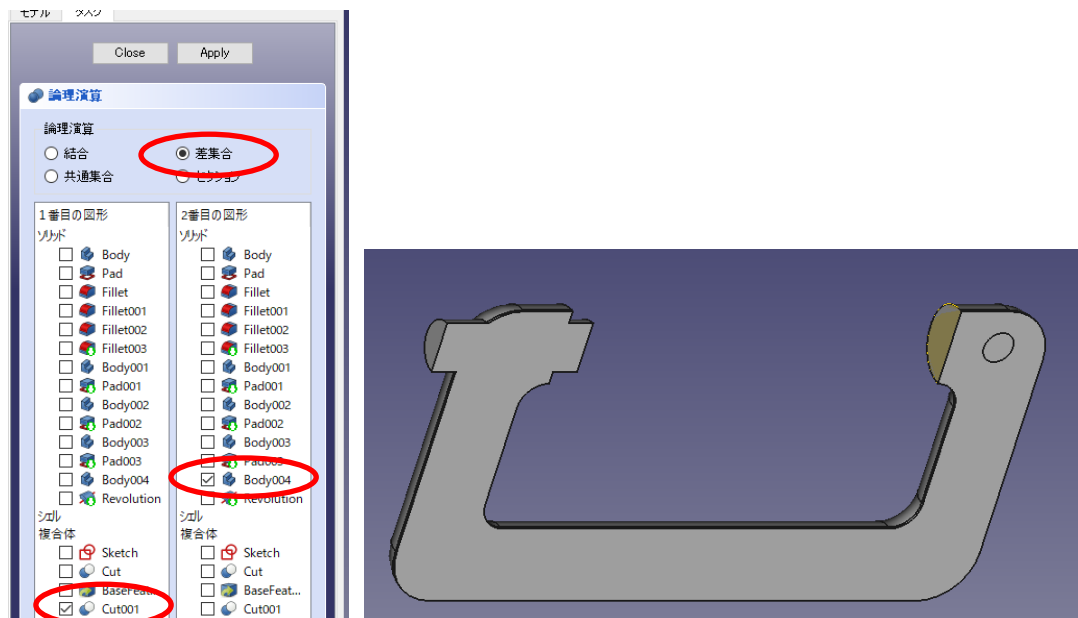 モデル タスク
Close Apply
論理演算
論理演算
結合 差集合
共通集合 セクション
1番目の図形 2番目の図形
ソリッド ソリッド
Body Body
Pad Pad
Fillet Fillet
Fillet001 Fillet001
Fillet002 Fillet002
Fillet003 Fillet003
Body001 Body001
Pad001 Pad001
Body002 Body002
Pad002 Pad002
Body003 Body003
Pad003 Pad003
Body004 Body004
Revolution Revolution
シェル シェル
複合体 複合体
Sketch Sketch
Cut Cut
BaseFeat... BaseFeat...
Cut001 Cut001